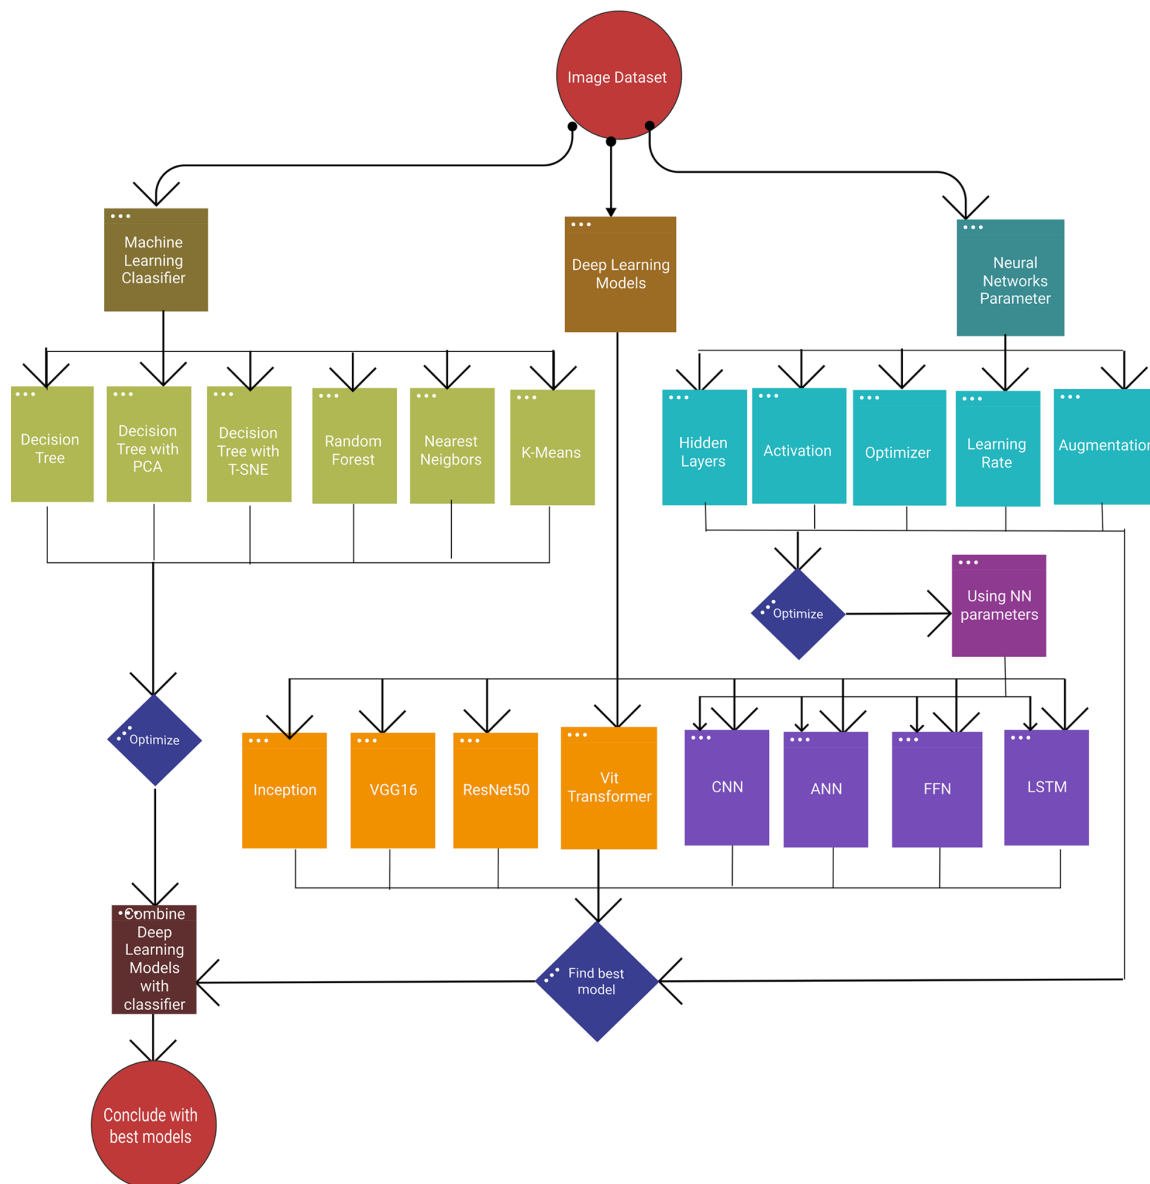 Image Dataset
Machine
Learning
Claasifier
Deep Learning
Models
Neural
Networks
Parameter
Decision
Tree
Decision
Tree with
PCA
Decision
Tree with
T-SNE
Random
Forest
Nearest
Neigbors
K-Means
Hidden
Layers
Activation
Optimizer
Learning
Rate
Augmentation
Optimize
Using NN
parameters
Optimize
Inception
VGG16
ResNet50
Vit
Transformer
CNN
ANN
FFN
LSTM
Combine
Deep
Learning
Models
with
classifier
Find best
model
Conclude with
best models